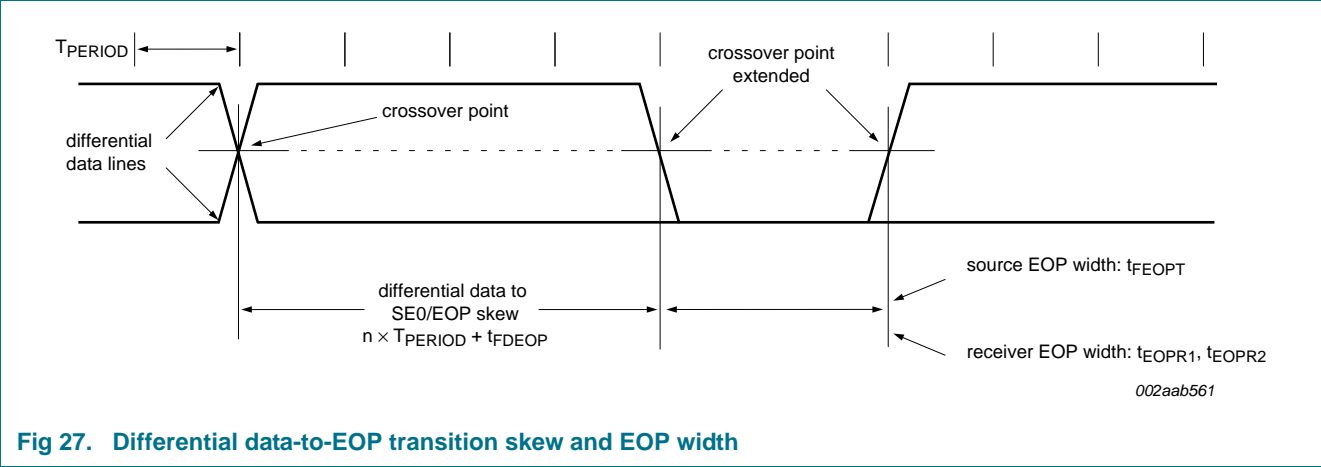 TPERIOD
crossover point
extended
crossover point
differential
data lines
source EOP width: tFEOPT
differential data to
SE0/EOP skew
n × TPERIOD + tFDEOP
receiver EOP width: tEOPR1, tEOPR2
002aab561
Fig 27. Differential data-to-EOP transition skew and EOP width